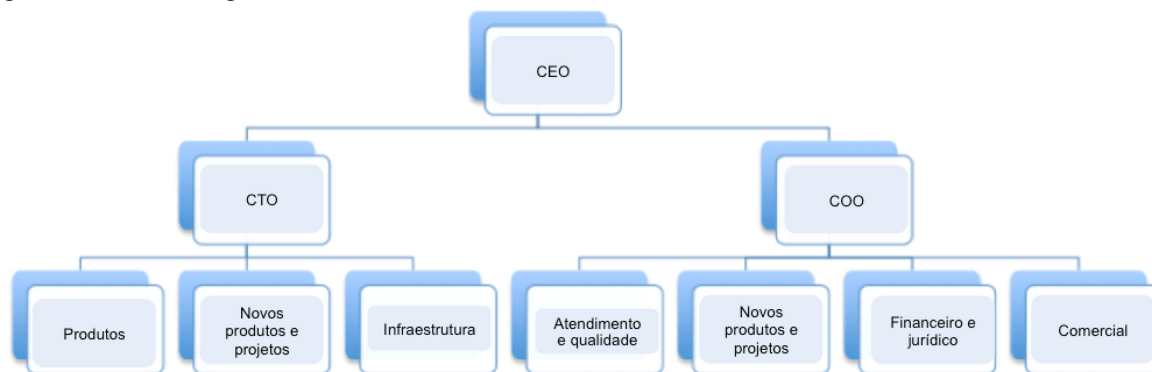 CEO
CTO
COO
Produtos
Novos
produtos e
projetos
Infraestrutura
Atendimento
e qualidade
Novos
produtos e
projetos
Financeiro e
jurídico
Comercial